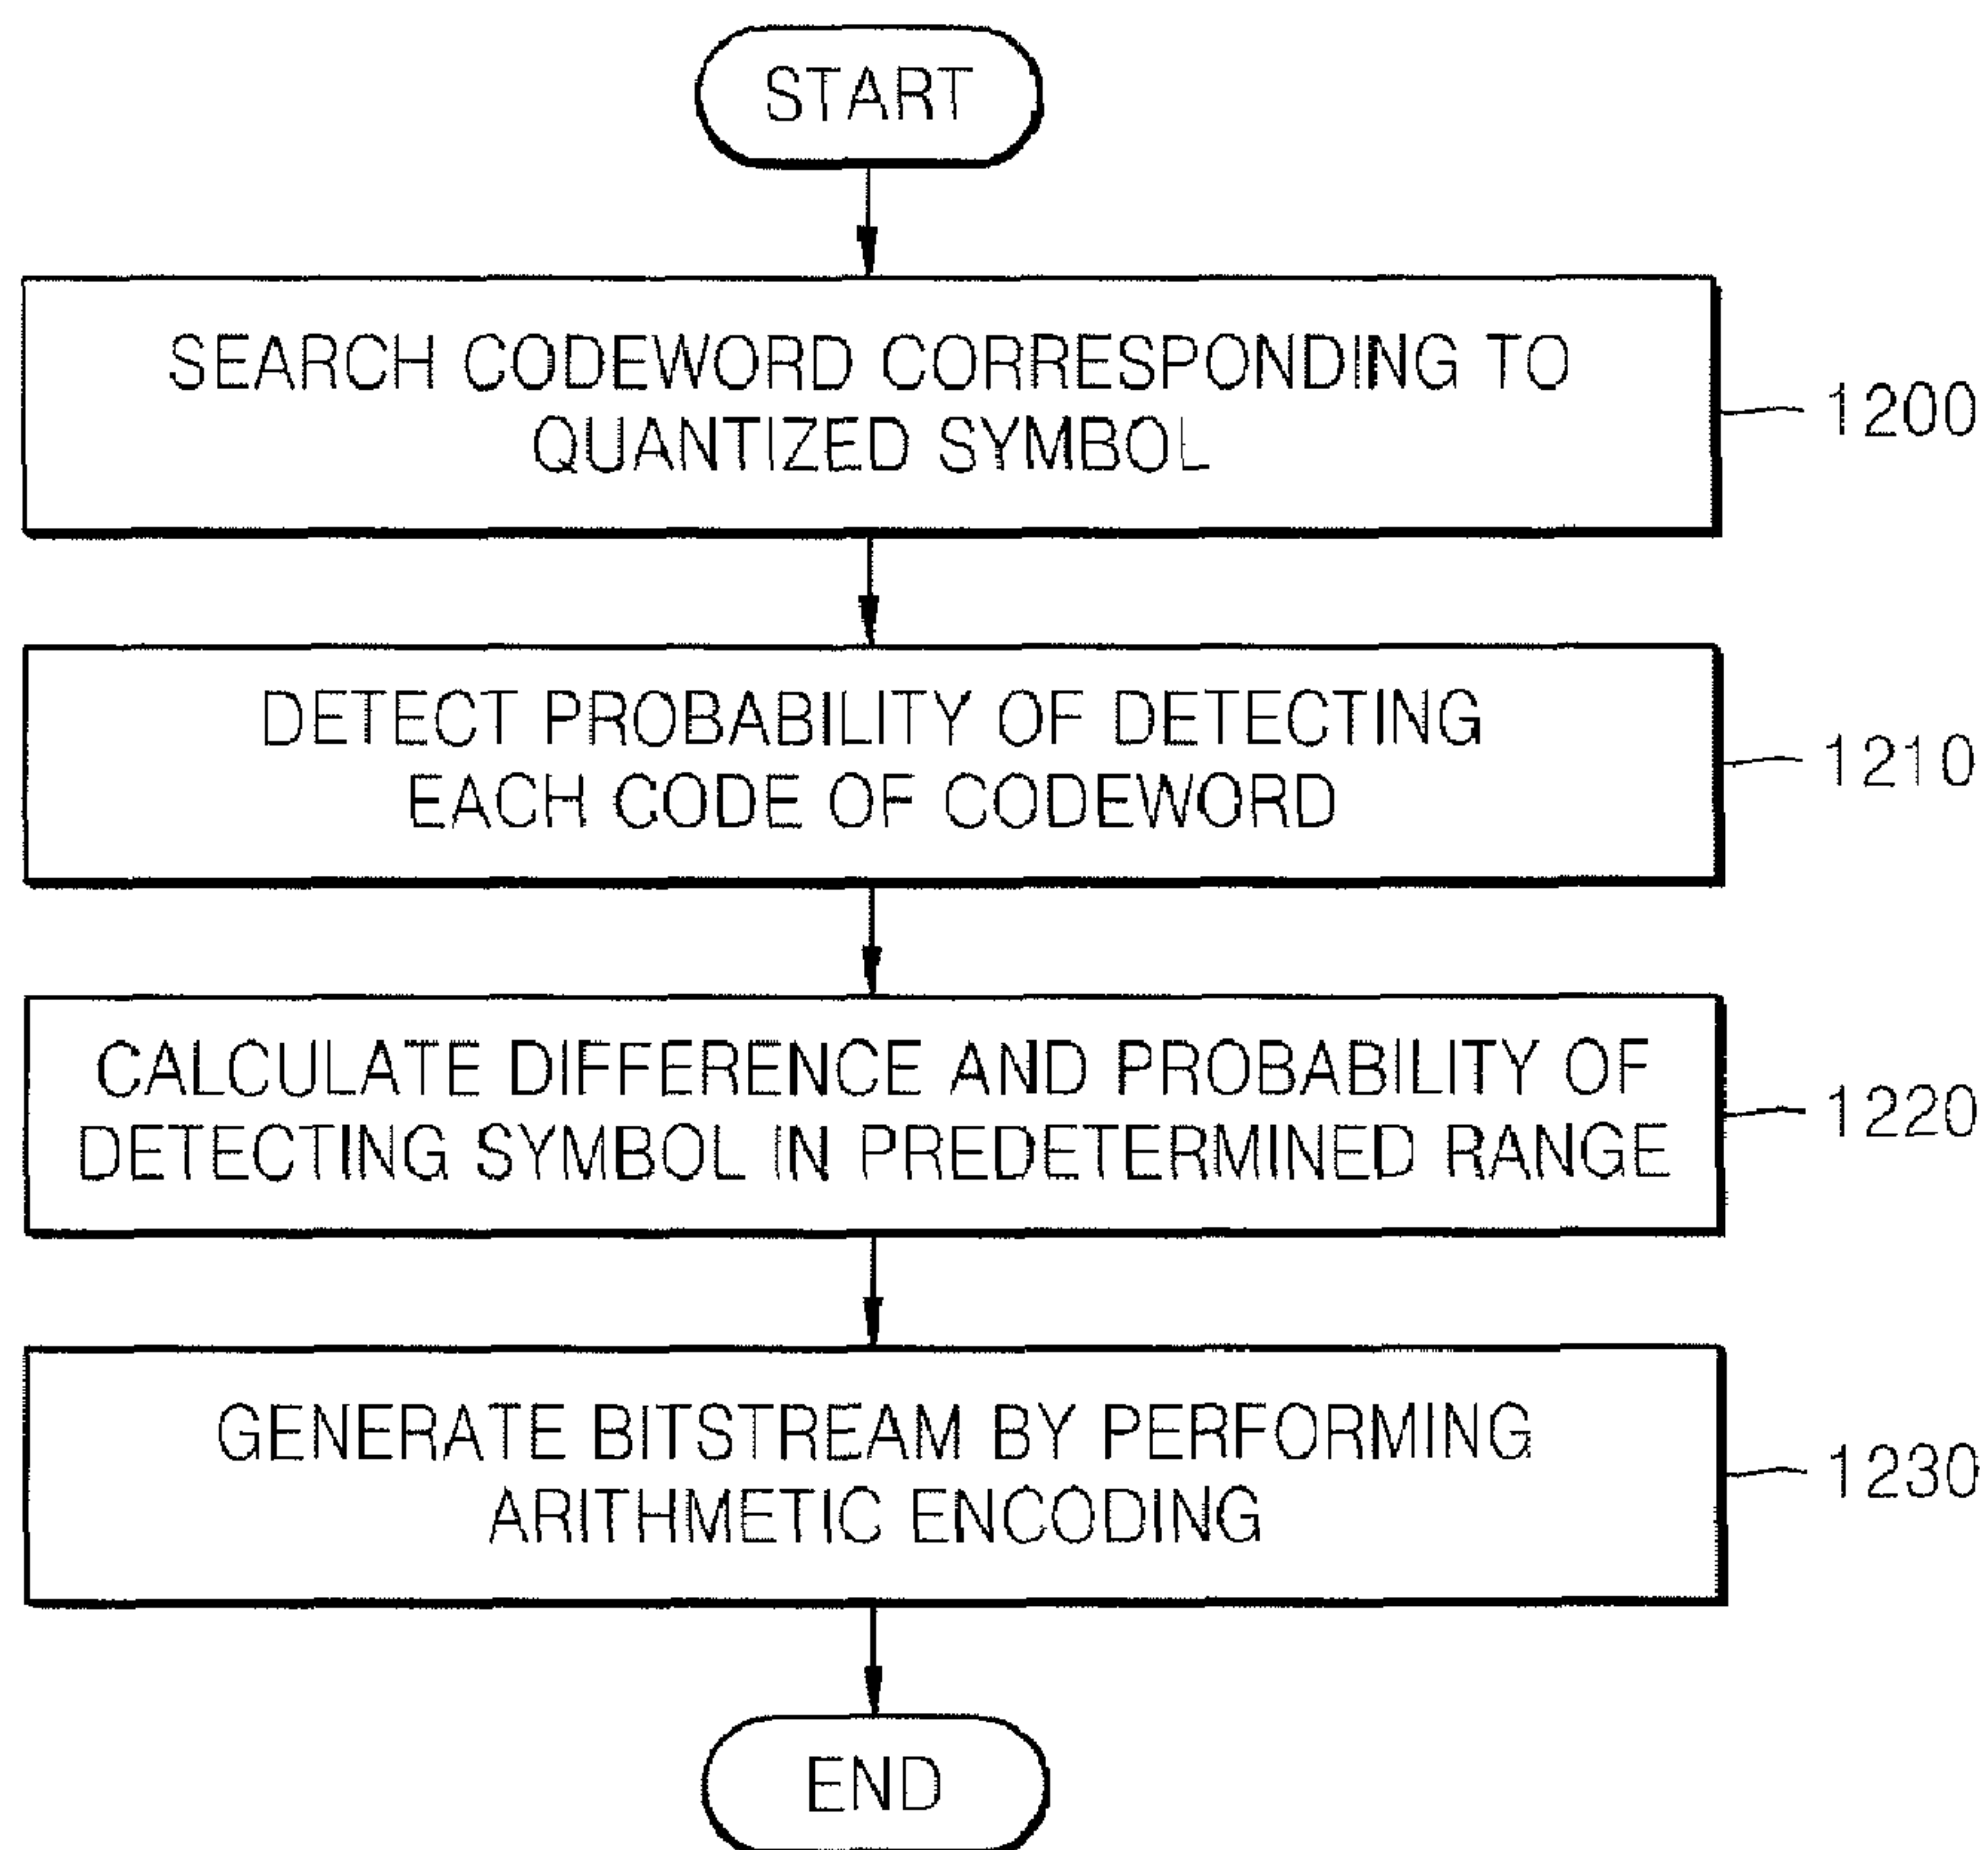 START
SEARCH CODEWORD CORRESPONDING TO
QUANTIZED SYMBOL
1200
DETECT PROBABILITY OF DETECTING
EACH CODE OF CODEWORD
1210
CALCULATE DIFFERENCE AND PROBABILITY OF
DETECTING SYMBOL IN PREDETERMINED RANGE
1220
GENERATE BITSTREAM BY PERFORMING
ARITHMETIC ENCODING
1230
END